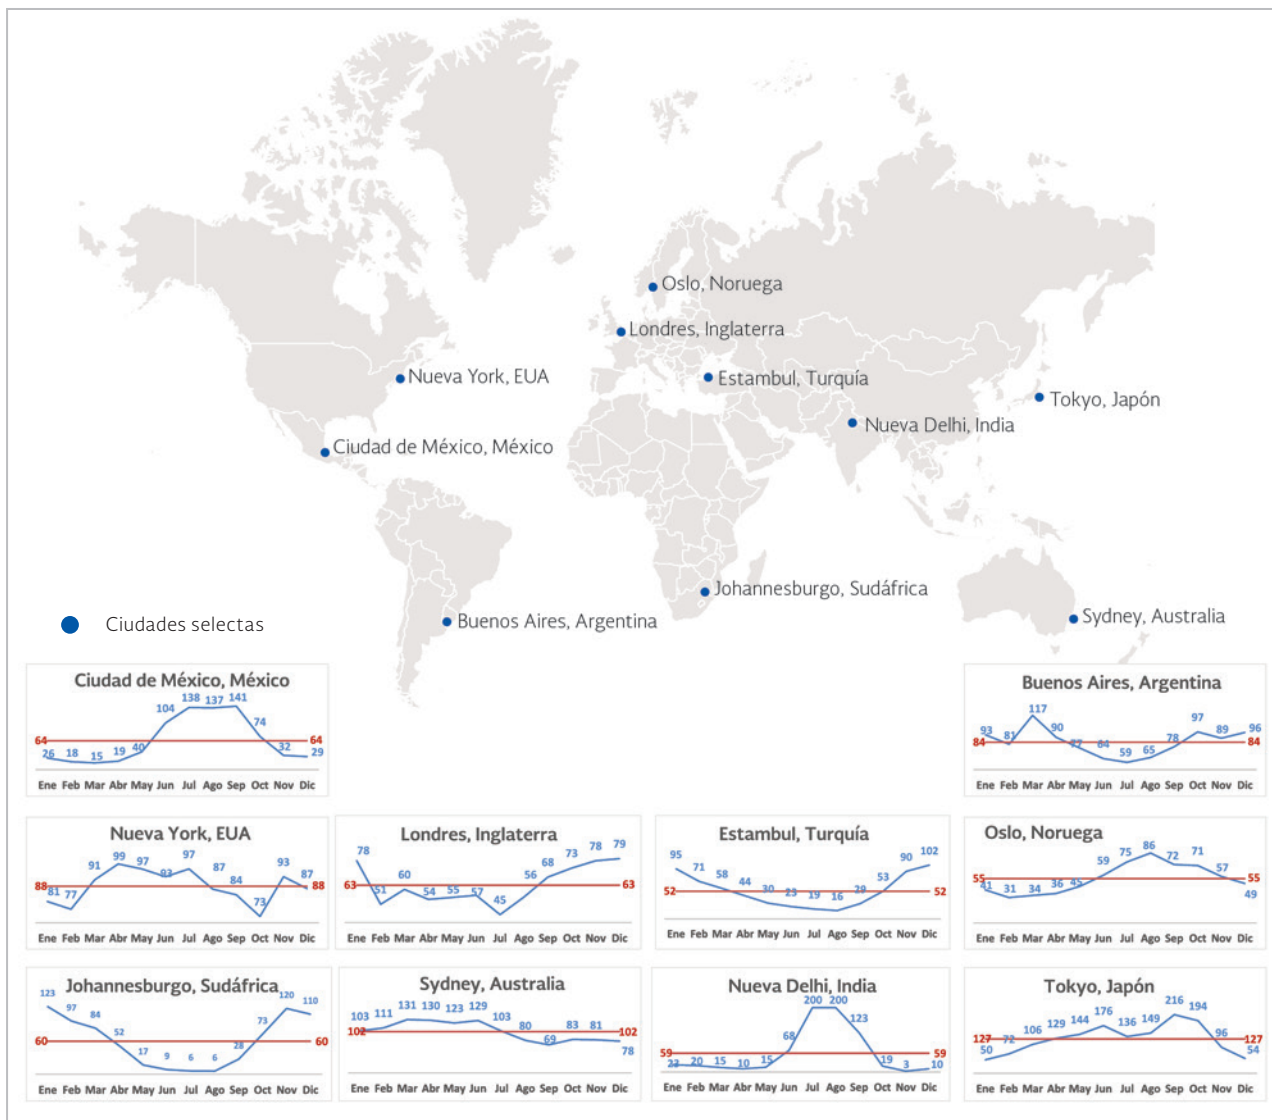 Oslo, Noruega
Londres, Inglaterra
Nueva York, EUA
Estambul, Turquía
Tokyo, Japón
Nueva Delhi, India
Ciudad de México, México
Johannesburgo, Sudáfrica
Buenos Aires, Argentina
Sydney, Australia
Ciudades selectas
Ciudad de México, México
64 64
26 18 15 19 40 104 138 137 141 74 32 29
Ene Feb Mar Abr May Jun Jul Ago Sep Oct Nov Dic
Buenos Aires, Argentina
84 84
93 81 117 90 77 64 59 65 78 97 89 96
Ene Feb Mar Abr May Jun Jul Ago Sep Oct Nov Dic
Nueva York, EUA
88 88
81 77 91 99 97 93 97 87 84 73 93 87
Ene Feb Mar Abr May Jun Jul Ago Sep Oct Nov Dic
Londres, Inglaterra
63 63
78 51 60 54 55 57 45 56 68 73 78 79
Ene Feb Mar Abr May Jun Jul Ago Sep Oct Nov Dic
Estambul, Turquía
52 52
95 71 58 44 30 23 19 16 29 53 90 102
Ene Feb Mar Abr May Jun Jul Ago Sep Oct Nov Dic
Oslo, Noruega
55 55
41 31 34 36 45 59 75 86 72 71 57 49
Ene Feb Mar Abr May Jun Jul Ago Sep Oct Nov Dic
Johannesburgo, Sudáfrica
60 60
123 97 84 52 17 9 6 6 28 73 120 110
Ene Feb Mar Abr May Jun Jul Ago Sep Oct Nov Dic
Sydney, Australia
102 102
103 111 131 130 123 129 103 80 69 83 81 78
Ene Feb Mar Abr May Jun Jul Ago Sep Oct Nov Dic
Nueva Delhi, India
59 59
23 20 15 10 15 68 200 200 123 19 3 10
Ene Feb Mar Abr May Jun Jul Ago Sep Oct Nov Dic
Tokyo, Japón
127 127
50 72 106 129 144 176 136 149 216 194 96 54
Ene Feb Mar Abr May Jun Jul Ago Sep Oct Nov Dic